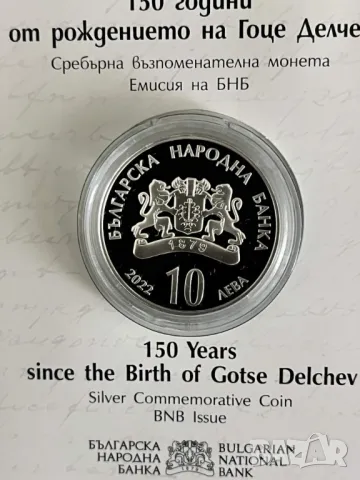 150 години
от рождението на Гоце Делче
Сребърна възпоменателна монета
Емисия на БНБ
БЪЛГАРСКА НАРОДНА БАНКА
1879
2022
10
ЛЕВА
150 Years
since the Birth of Gotse Delchev
Silver Commemorative Coin
BNB Issue
БЪЛГАРСКА НАРОДНА БАНКА
BULGARIAN NATIONAL BANK